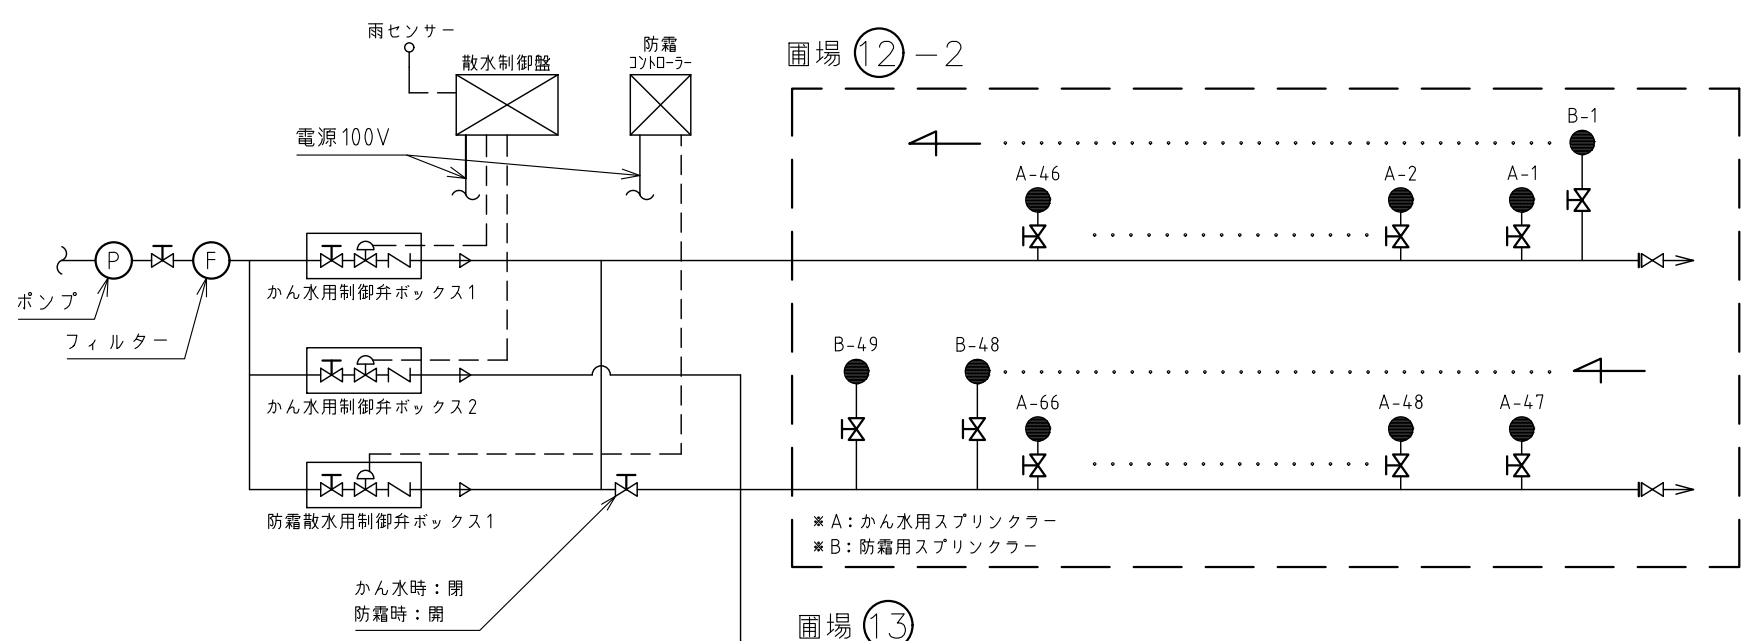 雨センサー
散水制御盤
防霜
コントローラー
電源100V
圃場 12-2
B-1
A-46
A-2
A-1
P
F
かん水用制御弁ボックス1
ポンプ
フィルター
B-49
B-48
A-66
A-48
A-47
かん水用制御弁ボックス2
防霜散水用制御弁ボックス1
※ A：かん水用スプリンクラー
※ B：防霜用スプリンクラー
かん水時：閉
防霜時：開
圃場 13